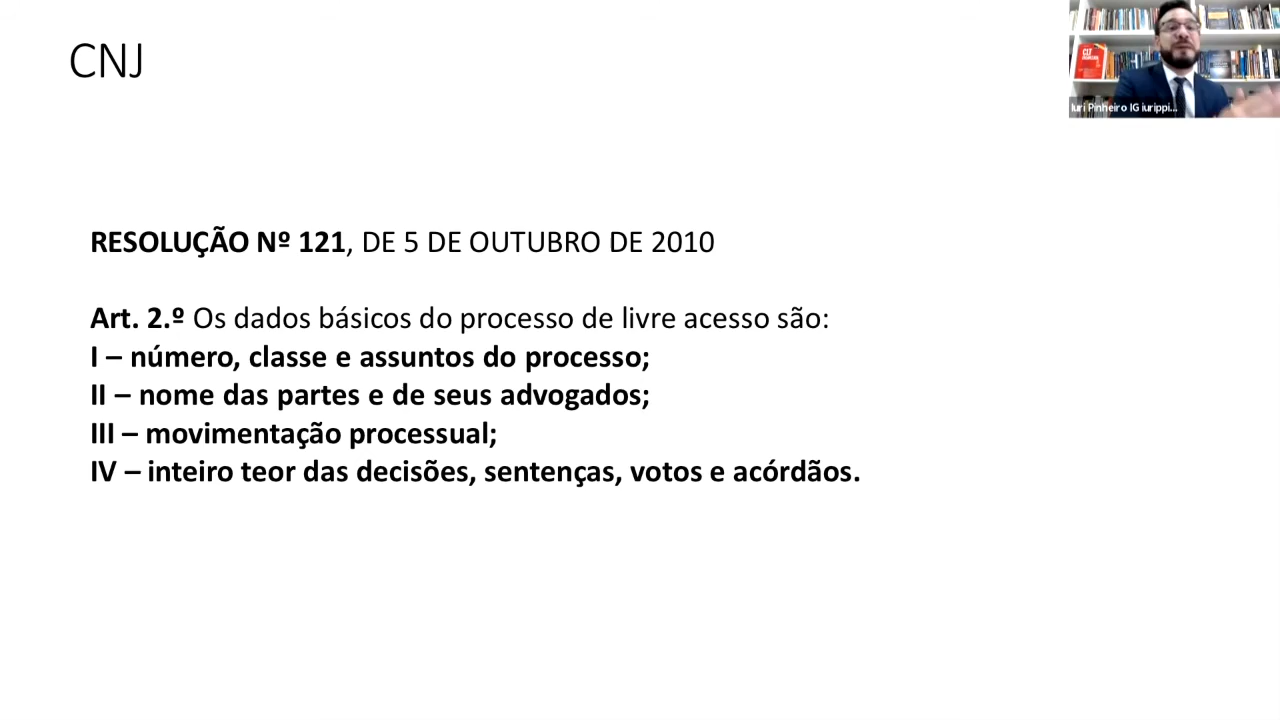 CNJ
CLT
Iuri Pinheiro IG iurippi...
RESOLUÇÃO Nº 121, DE 5 DE OUTUBRO DE 2010
Art. 2.º Os dados básicos do processo de livre acesso são:
I – número, classe e assuntos do processo;
II – nome das partes e de seus advogados;
III – movimentação processual;
IV – inteiro teor das decisões, sentenças, votos e acórdãos.